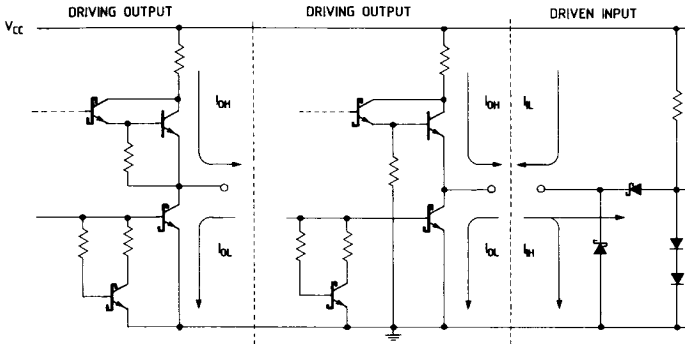 DRIVING OUTPUT
DRIVING OUTPUT
DRIVEN INPUT
VCC
IOH
IOH
IIL
IOL
IOL
IIH